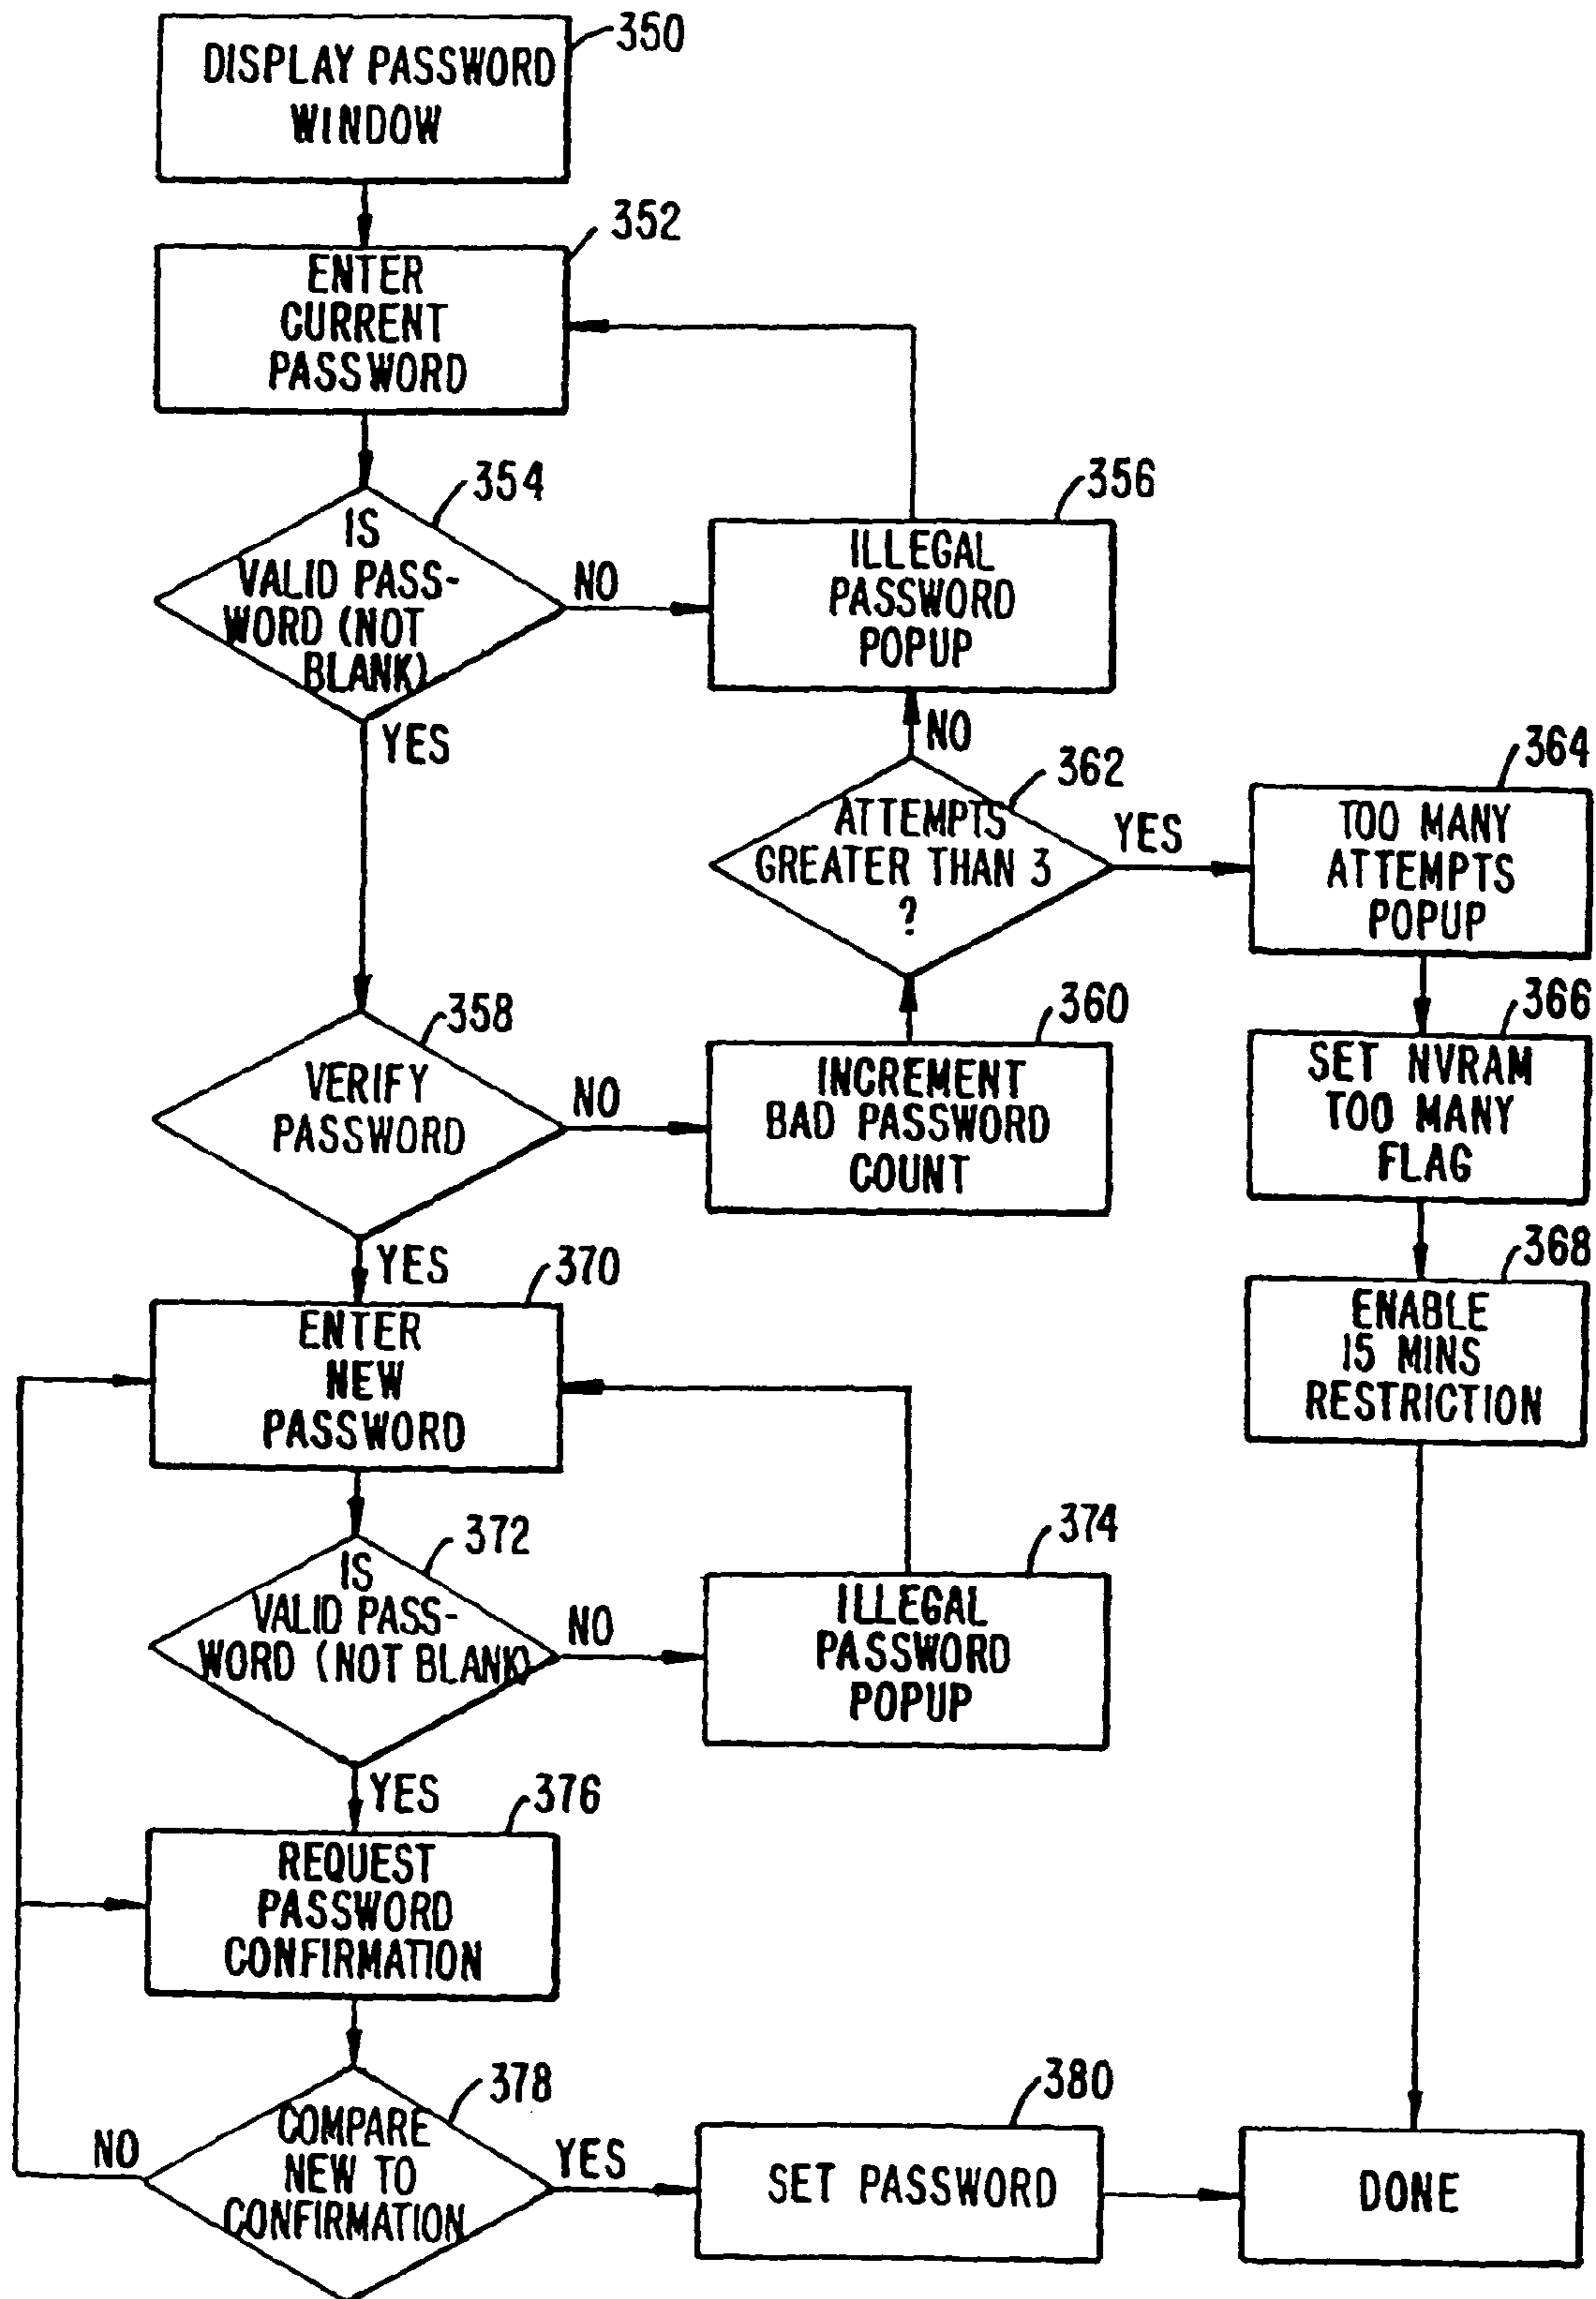 350
DISPLAY PASSWORD
WINDOW
352
ENTER
CURRENT
PASSWORD
354
IS
VALID PASS-
WORD (NOT
BLANK)
NO
YES
356
ILLEGAL
PASSWORD
POPUP
NO
362
ATTEMPTS
GREATER THAN 3
?
YES
364
TOO MANY
ATTEMPTS
POPUP
358
VERIFY
PASSWORD
NO
YES
360
INCREMENT
BAD PASSWORD
COUNT
366
SET NVRAM
TOO MANY
FLAG
368
ENABLE
15 MINS
RESTRICTION
370
ENTER
NEW
PASSWORD
372
IS
VALID PASS-
WORD (NOT BLANK)
NO
YES
374
ILLEGAL
PASSWORD
POPUP
376
REQUEST
PASSWORD
CONFIRMATION
378
COMPARE
NEW TO
CONFIRMATION
NO
YES
380
SET PASSWORD
DONE